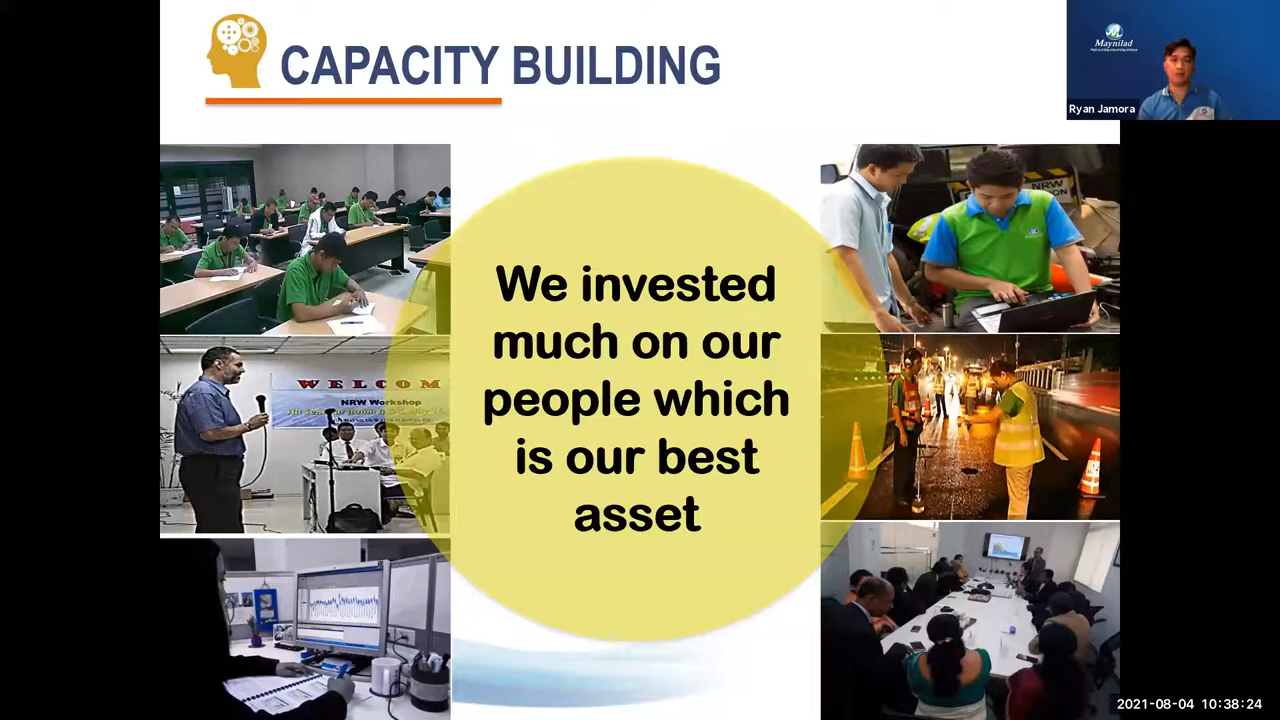 CAPACITY BUILDING
Maynilad
Ryan Jamora
We invested
much on our
people which
is our best
asset
WELCOM
NRW Workshop
NRW
2021-08-04 10:38:24